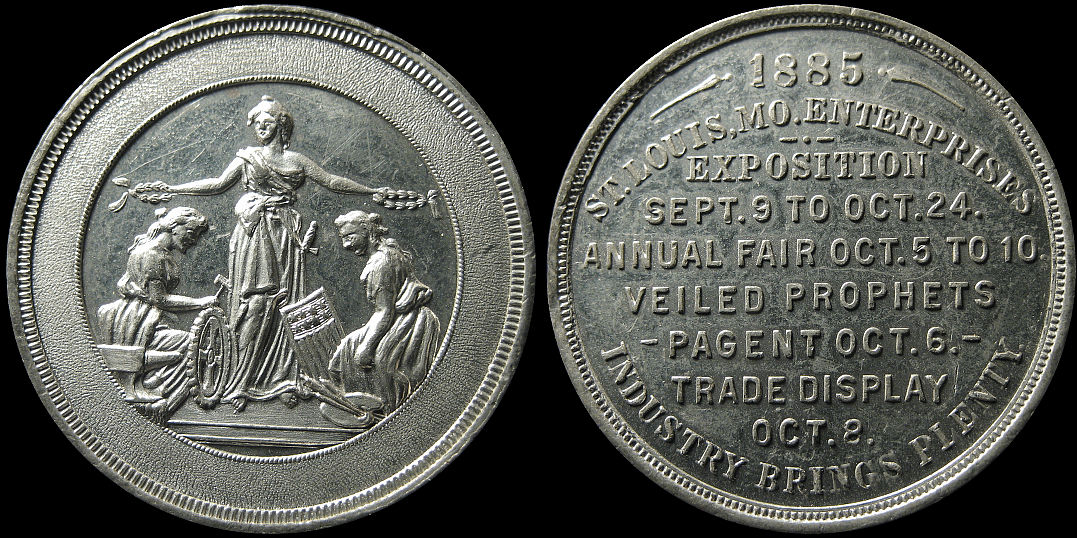 1885
ST. LOUIS, MO. ENTERPRISES
EXPOSITION
SEPT. 9 TO OCT. 24.
ANNUAL FAIR OCT. 5 TO 10.
VEILED PROPHETS
- PAGENT OCT. 6. -
TRADE DISPLAY
OCT. 8.
INDUSTRY BRINGS PLENTY.